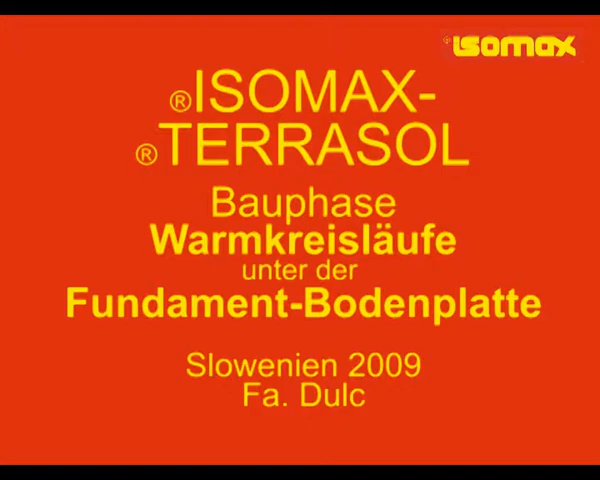 isomax
®ISOMAX-
®TERRASOL
Bauphase
Warmkreisläufe
unter der
Fundament-Bodenplatte
Slowenien 2009
Fa. Dulc